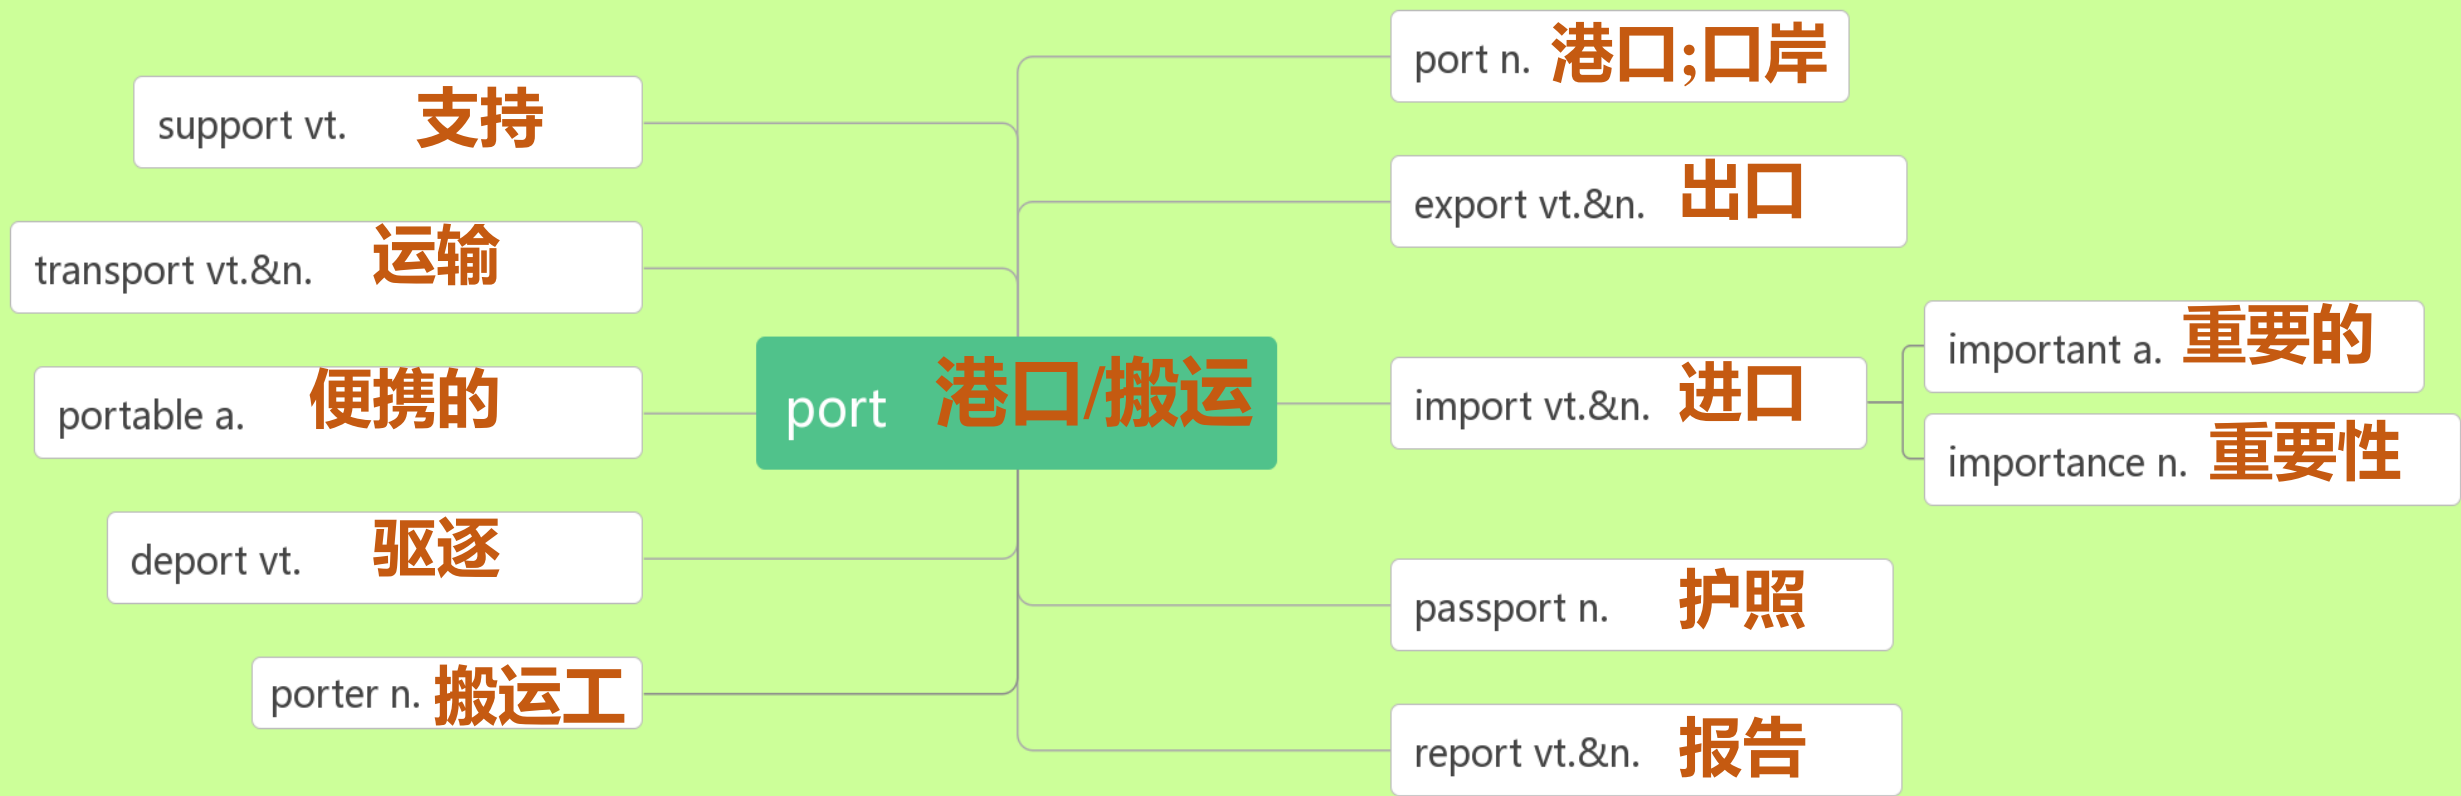 support vt. 支持
transport vt.&n. 运输
portable a. 便携的
deport vt. 驱逐
porter n. 搬运工
port 港口/搬运
port n. 港口;口岸
export vt.&n. 出口
import vt.&n. 进口
important a. 重要的
importance n. 重要性
passport n. 护照
report vt.&n. 报告